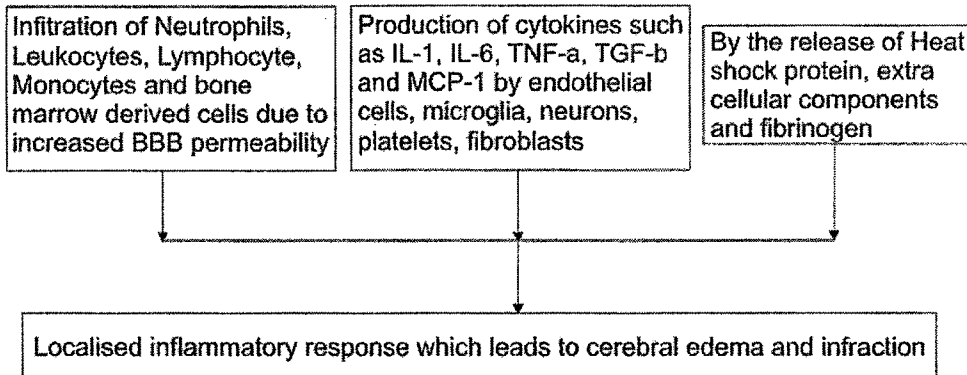 Infitration of Neutrophils,
Leukocytes, Lymphocyte,
Monocytes and bone
marrow derived cells due to
increased BBB permeability
Production of cytokines such
as IL-1, IL-6, TNF-a, TGF-b
and MCP-1 by endothelial
cells, microglia, neurons,
platelets, fibroblasts
By the release of Heat
shock protein, extra
cellular components
and fibrinogen
Localised inflammatory response which leads to cerebral edema and infraction